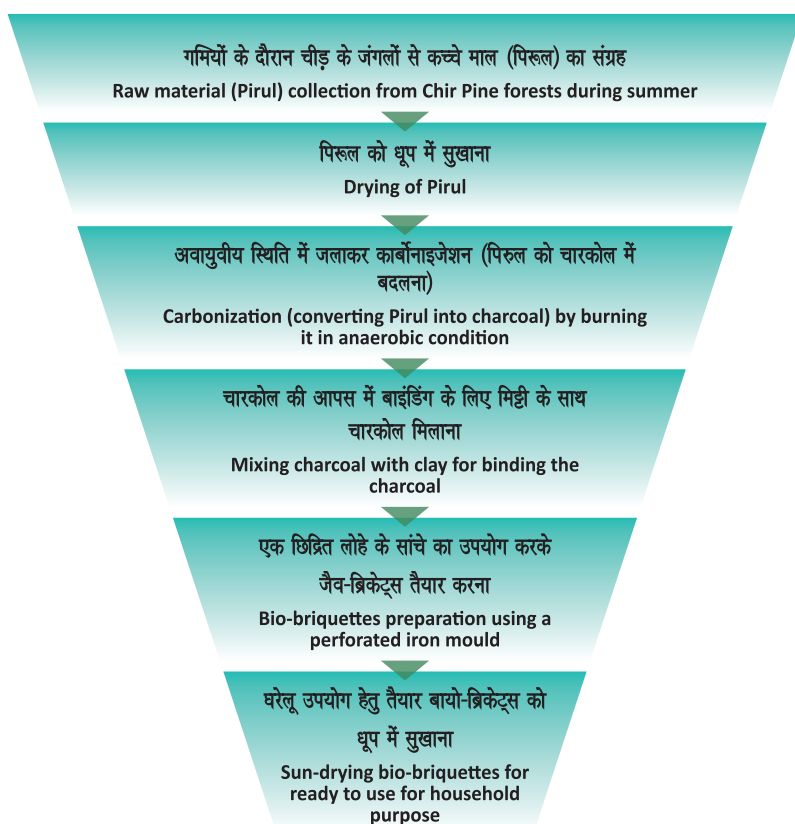 गमियों के दौरान चीड़ के जंगलों से कच्चे माल (पिरूल) का संग्रह
Raw material (Pirul) collection from Chir Pine forests during summer
पिरूल को धूप में सुखाना
Drying of Pirul
अवायुवीय स्थिति में जलाकर कार्बोनाइजेशन (पिरुल को चारकोल में
बदलना)
Carbonization (converting Pirul into charcoal) by burning
it in anaerobic condition
चारकोल की आपस में बाइंडिंग के लिए मिट्टी के साथ
चारकोल मिलाना
Mixing charcoal with clay for binding the
charcoal
एक छिद्रित लोहे के सांचे का उपयोग करके
जैव-ब्रिकेट्स तैयार करना
Bio-briquettes preparation using a
perforated iron mould
घरेलू उपयोग हेतु तैयार बायो-ब्रिकेट्स को
धूप में सुखाना
Sun-drying bio-briquettes for
ready to use for household
purpose